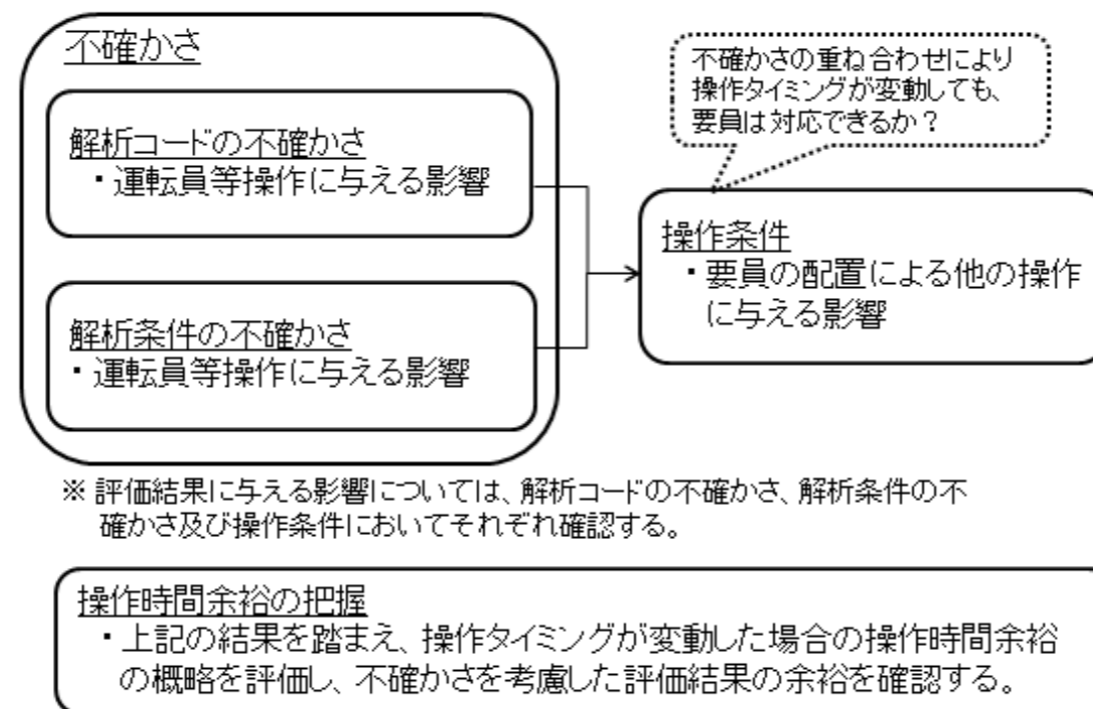 不確かさ
解析コードの不確かさ
・運転員等操作に与える影響
解析条件の不確かさ
・運転員等操作に与える影響
不確かさの重ね合わせにより
操作タイミングが変動しても、
要員は対応できるか？
操作条件
・要員の配置による他の操作
に与える影響
※ 評価結果に与える影響については、解析コードの不確かさ、解析条件の不
確かさ及び操作条件においてそれぞれ確認する。
操作時間余裕の把握
・上記の結果を踏まえ、操作タイミングが変動した場合の操作時間余裕
の概略を評価し、不確かさを考慮した評価結果の余裕を確認する。